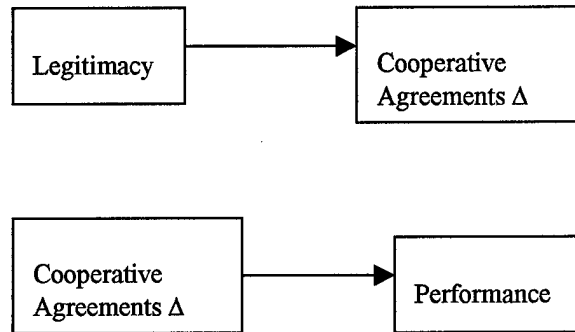 Legitimacy
Cooperative
Agreements Δ
Cooperative
Agreements Δ
Performance